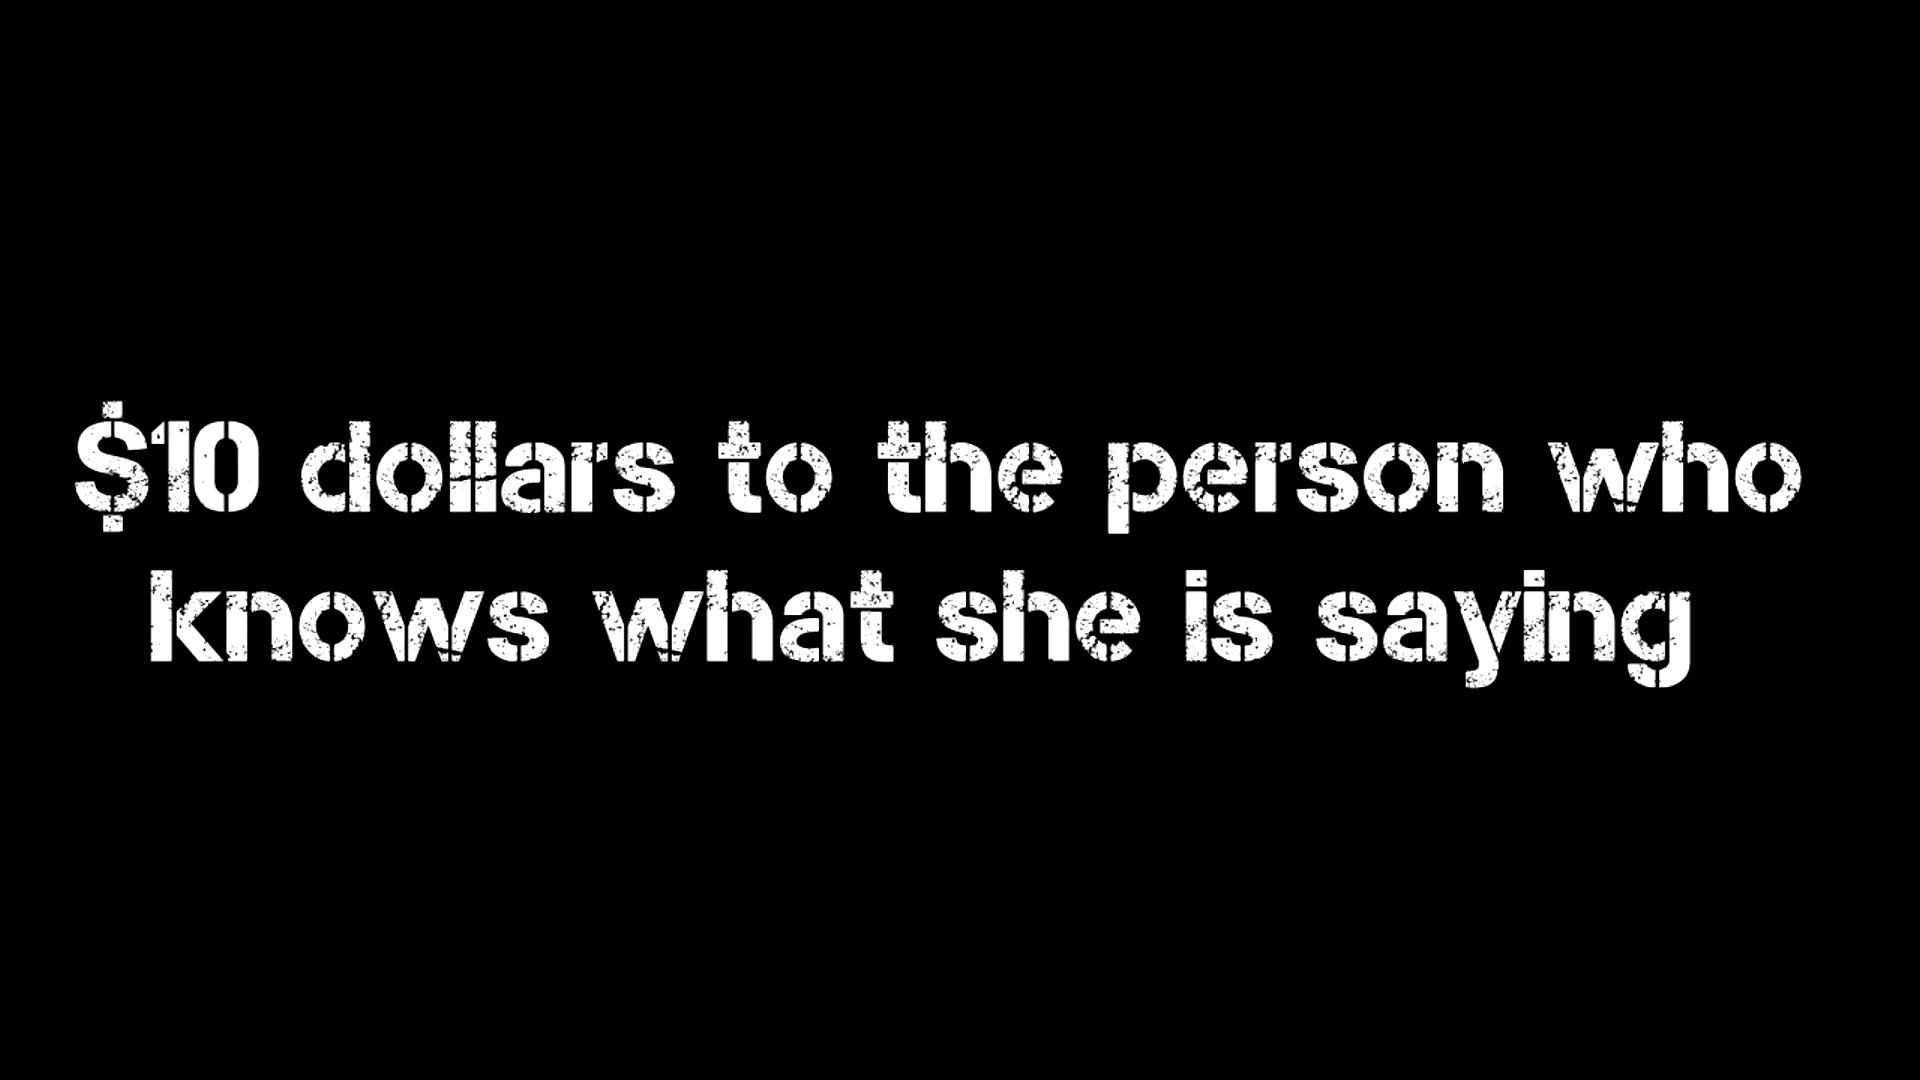 $10 dollars to the person who
knows what she is saying